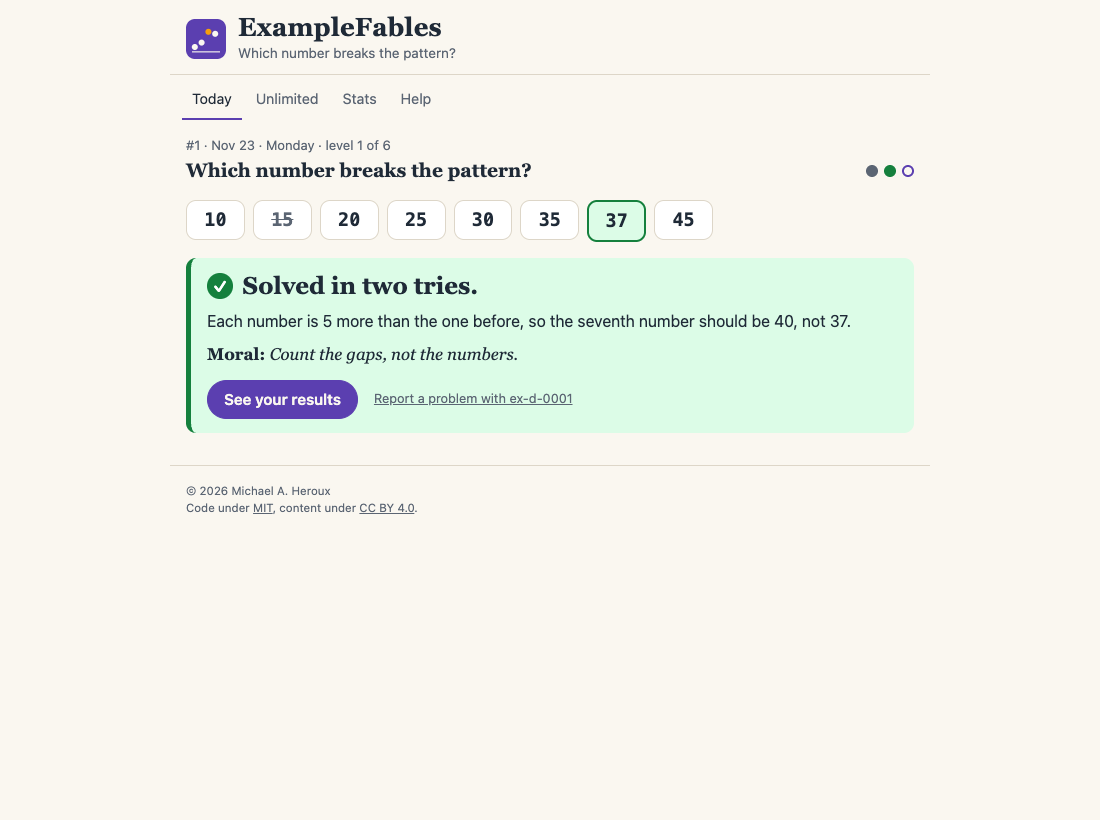 ExampleFables
Which number breaks the pattern?
Today Unlimited Stats Help
#1 · Nov 23 · Monday · level 1 of 6
Which number breaks the pattern?
10 15 20 25 30 35 37 45
Solved in two tries.
Each number is 5 more than the one before, so the seventh number should be 40, not 37.
Moral: Count the gaps, not the numbers.
See your results Report a problem with ex-d-0001
© 2026 Michael A. Heroux
Code under MIT, content under CC BY 4.0.